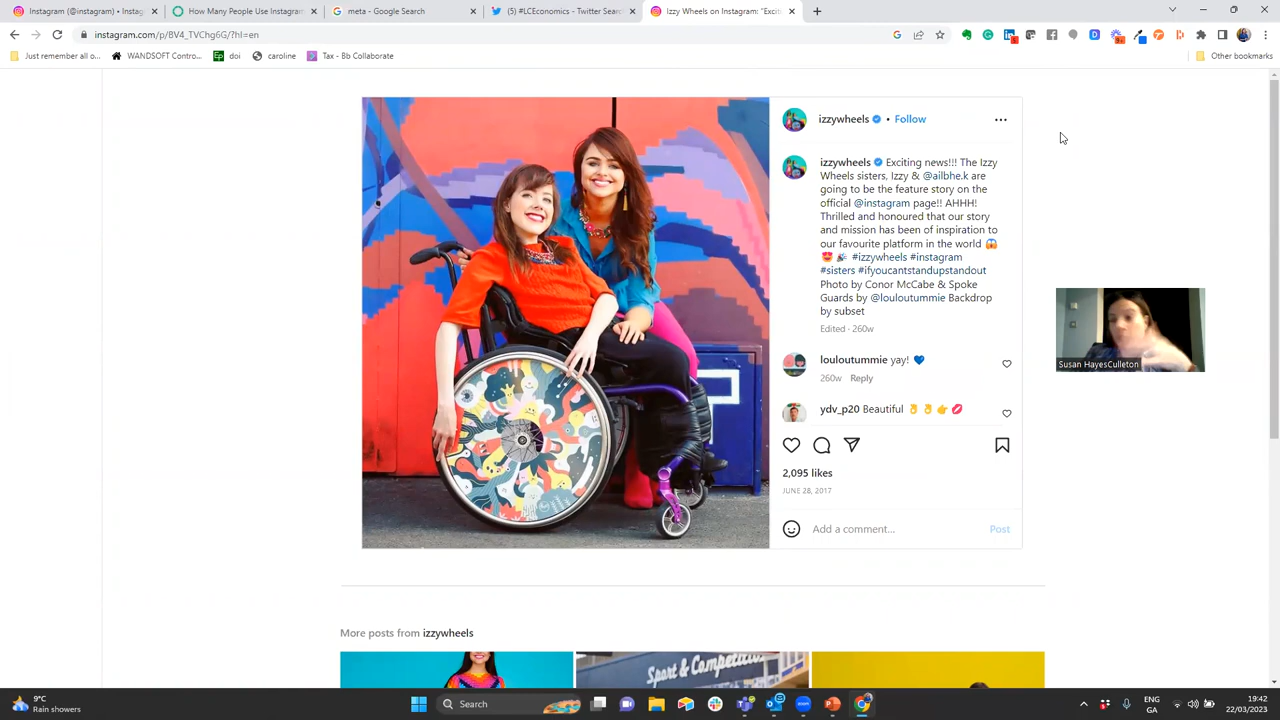 Instagram (@instagram) • Instag
How Many People Use Instagram
meta - Google Search
(5) #LCEconomics - Twitter Searc
Izzy Wheels on Instagram: "Excit
instagram.com/p/8V4_TVChg6G/?hl=en
Just remember all o...
WANDSOFT Contro...
doi
caroline
Tax - Bb Collaborate
Other bookmarks
izzywheels • Follow
izzywheels Exciting news!!! The Izzy
Wheels sisters, Izzy & @ailbhe.k are
going to be the feature story on the
official @instagram page!! AHHH!
Thrilled and honoured that our story
and mission has been of inspiration to
our favourite platform in the world 😱
😍 🎉 #izzywheels #instagram
#sisters #ifyoucantstandupstandout
Photo by Conor McCabe & Spoke
Guards by @louloutummie Backdrop
by subset
Edited · 260w
louloutummie yay! 💙
260w Reply
ydv_p20 Beautiful 👌 👌 👉 💋
2,095 likes
JUNE 28, 2017
Add a comment...
Post
Susan HayesCulleton
More posts from izzywheels
Sport & Competiti
9°C
Rain showers
Search
ENG
GA
19:42
22/03/2023